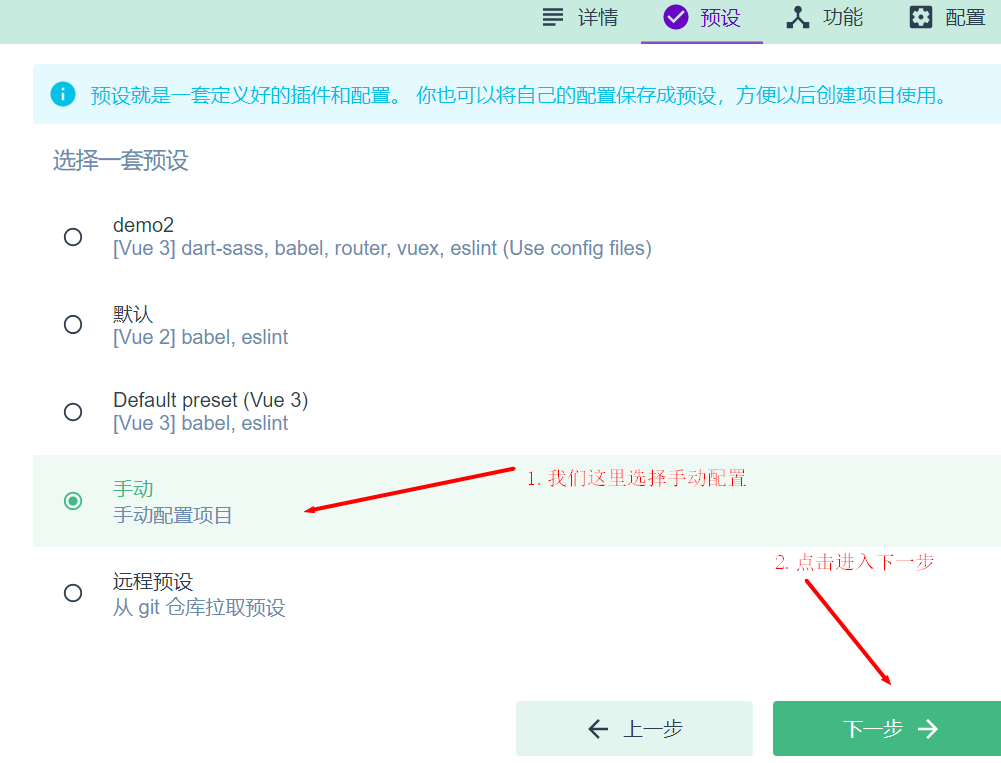 详情 预设 功能 配置
预设就是一套定义好的插件和配置。 你也可以将自己的配置保存成预设，方便以后创建项目使用。
选择一套预设
demo2
[Vue 3] dart-sass, babel, router, vuex, eslint (Use config files)
默认
[Vue 2] babel, eslint
Default preset (Vue 3)
[Vue 3] babel, eslint
1. 我们这里选择手动配置
手动
手动配置项目
2. 点击进入下一步
远程预设
从 git 仓库拉取预设
上一步 下一步